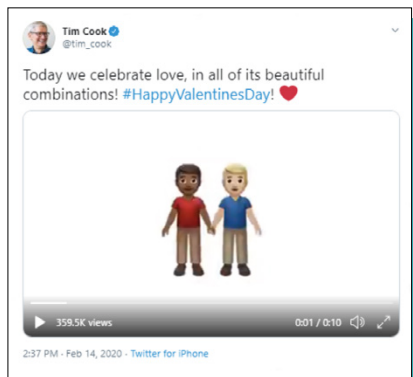 Tim Cook
@tim_cook
Today we celebrate love, in all of its beautiful
combinations! #HappyValentinesDay! ❤️
359.5K views 0:01 / 0:10
2:37 PM · Feb 14, 2020 · Twitter for iPhone